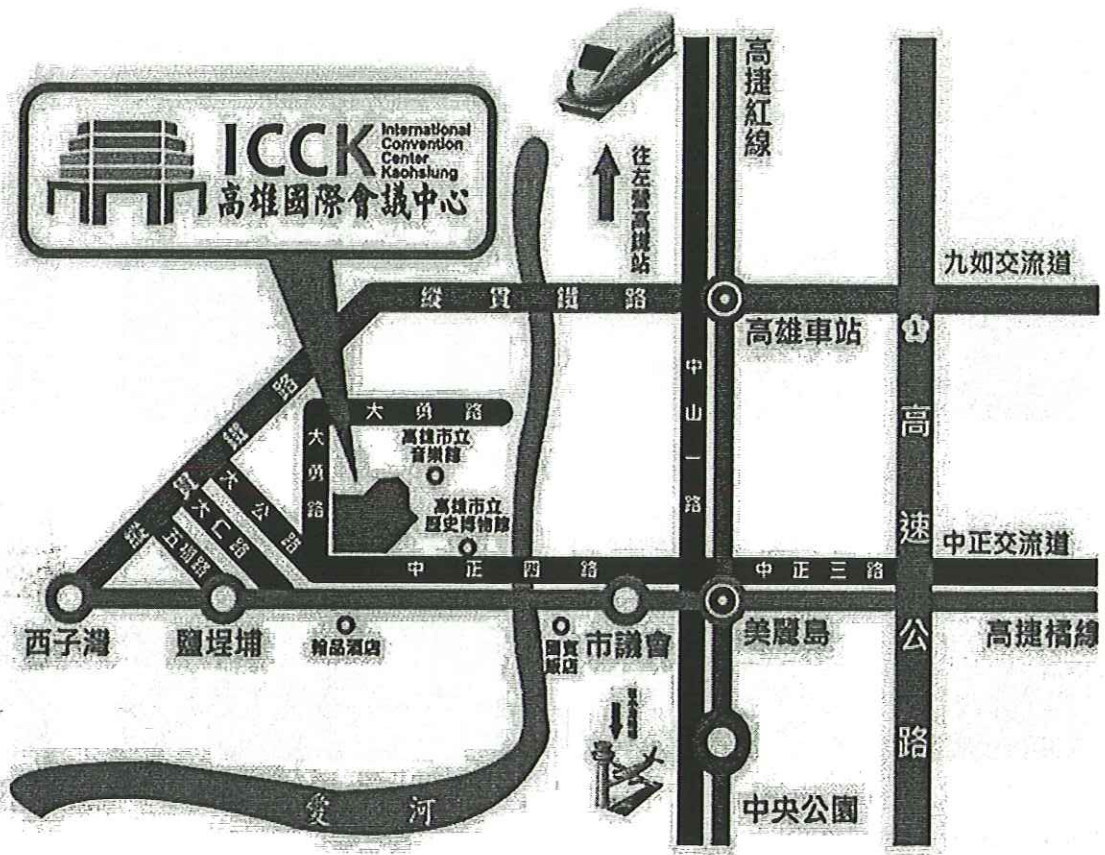 ICCK
International
Convention
Center
Kaohsiung
高雄國際會議中心
往左營高鐵站
高捷紅線
九如交流道
縱貫鐵路
高雄車站
1
高速公路
中山一路
縱貫鐵路
大勇路
大勇路
高雄市立
音樂館
高雄市立
歷史博物館
大公路
大仁路
五福路
中正四路
中正三路
中正交流道
西子灣
鹽埕埔
翰品酒店
國賓
飯店
市議會
美麗島
高捷橘線
愛河
中央公園